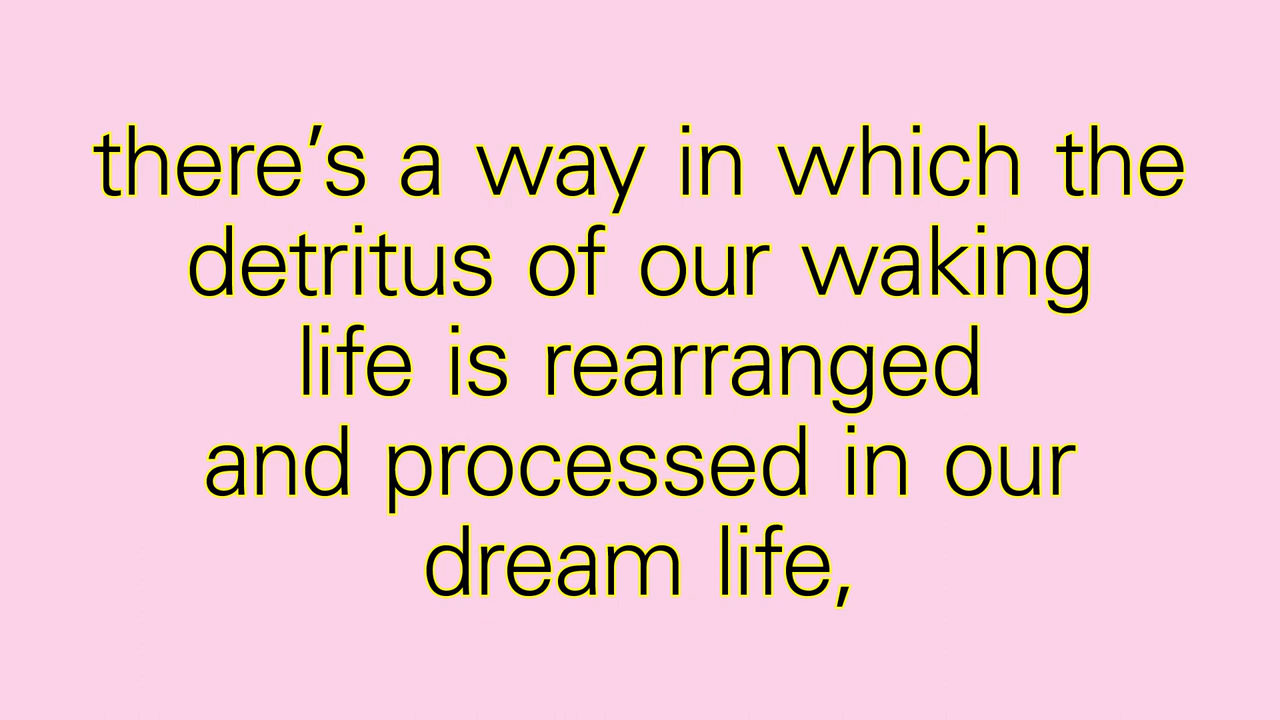 there’s a way in which the
detritus of our waking
life is rearranged
and processed in our
dream life,